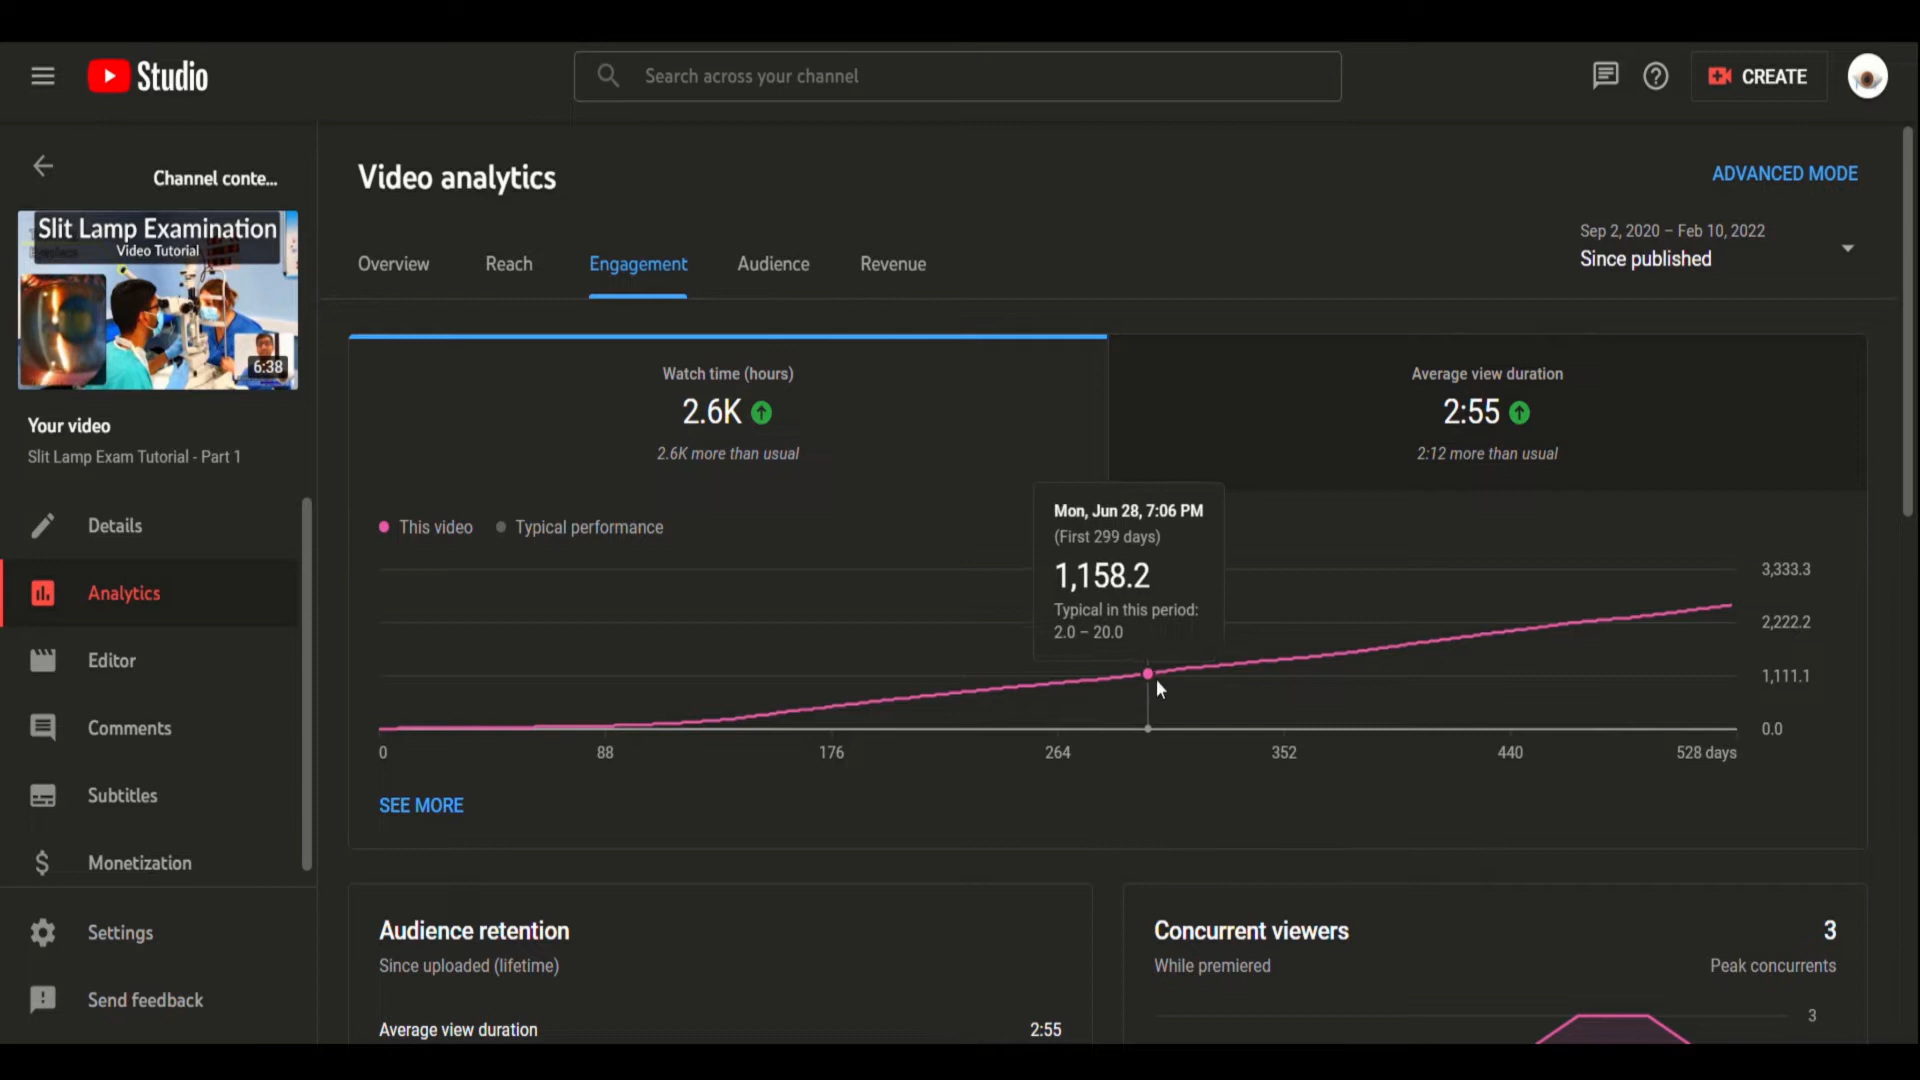 Studio
Search across your channel
CREATE
Channel conte...
Slit Lamp Examination
Video Tutorial
6:38
Your video
Slit Lamp Exam Tutorial - Part 1
Details
Analytics
Editor
Comments
Subtitles
Monetization
Settings
Send feedback
Video analytics
ADVANCED MODE
Overview
Reach
Engagement
Audience
Revenue
Sep 2, 2020 – Feb 10, 2022
Since published
Watch time (hours)
2.6K
2.6K more than usual
Average view duration
2:55
2:12 more than usual
This video
Typical performance
Mon, Jun 28, 7:06 PM
(First 299 days)
1,158.2
Typical in this period:
2.0 – 20.0
3,333.3
2,222.2
1,111.1
0.0
0
88
176
264
352
440
528 days
SEE MORE
Audience retention
Since uploaded (lifetime)
Average view duration
2:55
Concurrent viewers
3
While premiered
Peak concurrents
3